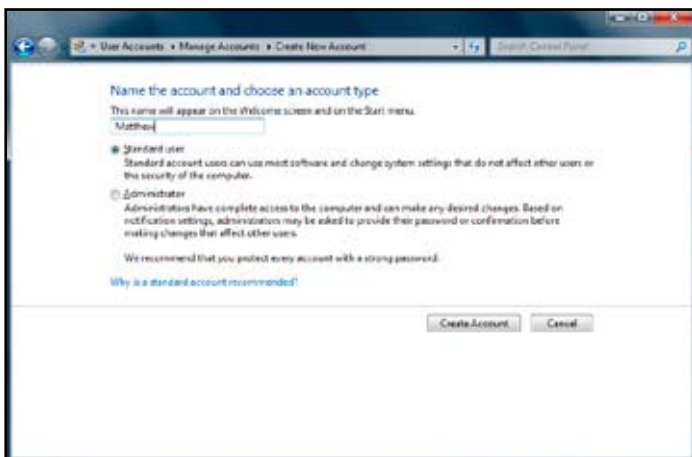 User Accounts ▸ Manage Accounts ▸ Create New Account
Search Control Panel
Name the account and choose an account type
This name will appear on the Welcome screen and on the Start menu.
Matthew
Standard user
Standard account users can use most software and change system settings that do not affect other users or
the security of the computer.
Administrator
Administrators have complete access to the computer and can make any desired changes. Based on
notification settings, administrators may be asked to provide their password or confirmation before
making changes that affect other users.
We recommend that you protect every account with a strong password.
Why is a standard account recommended?
Create Account
Cancel